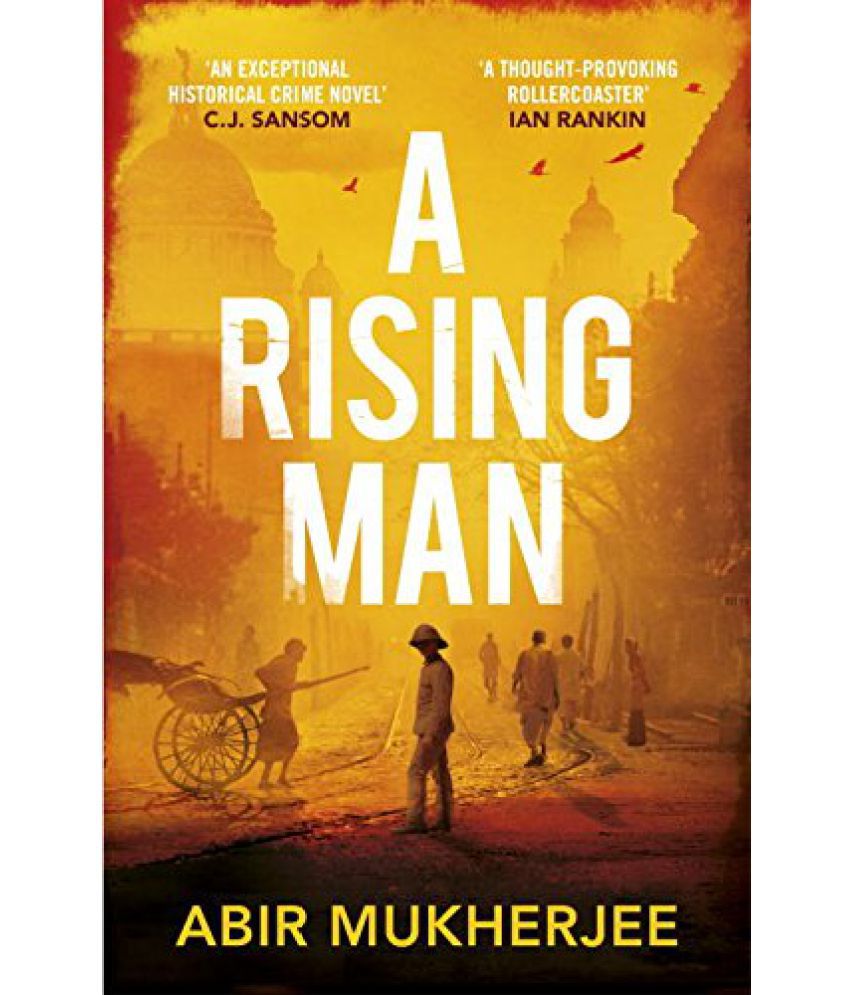 ‘AN EXCEPTIONAL
HISTORICAL CRIME NOVEL’
C.J. SANSOM
‘A THOUGHT-PROVOKING
ROLLERCOASTER’
IAN RANKIN
A
RISING
MAN
ABIR MUKHERJEE